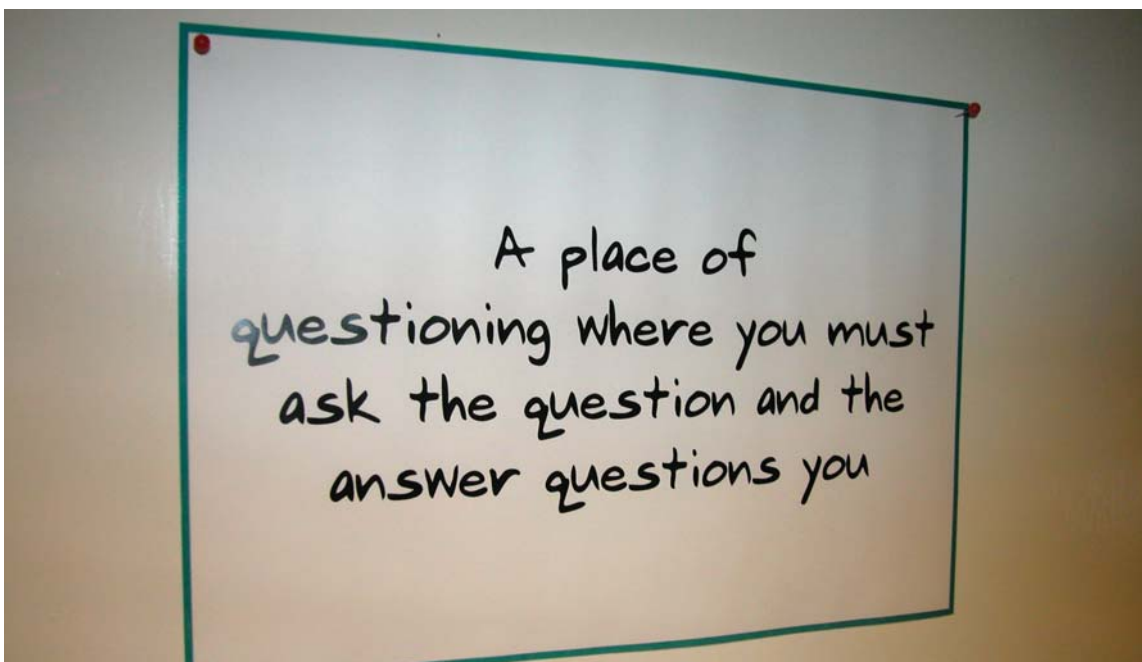 A place of
questioning where you must
ask the question and the
answer questions you